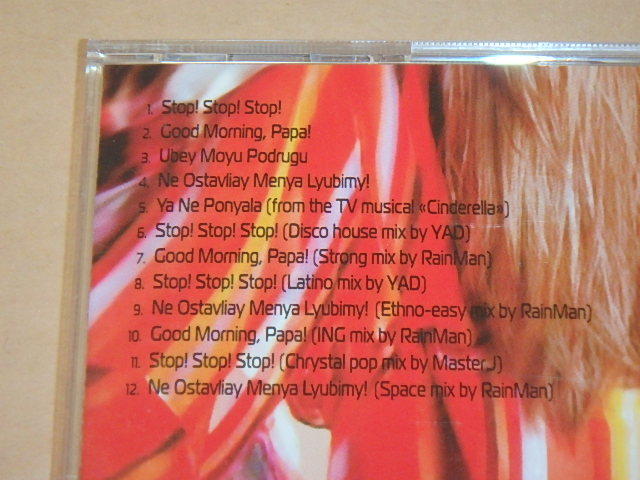 1. Stop! Stop! Stop!
2. Good Morning, Papa!
3. Ubey Moyu Podrugu
4. Ne Ostavliay Menya Lyubimy!
5. Ya Ne Ponyala (from the TV musical «Cinderella»)
6. Stop! Stop! Stop! (Disco house mix by YAD)
7. Good Morning, Papa! (Strong mix by RainMan)
8. Stop! Stop! Stop! (Latino mix by YAD)
9. Ne Ostavliay Menya Lyubimy! (Ethno-easy mix by RainMan)
10. Good Morning, Papa! (ING mix by RainMan)
11. Stop! Stop! Stop! (Chrystal pop mix by Master J)
12. Ne Ostavliay Menya Lyubimy! (Space mix by RainMan)